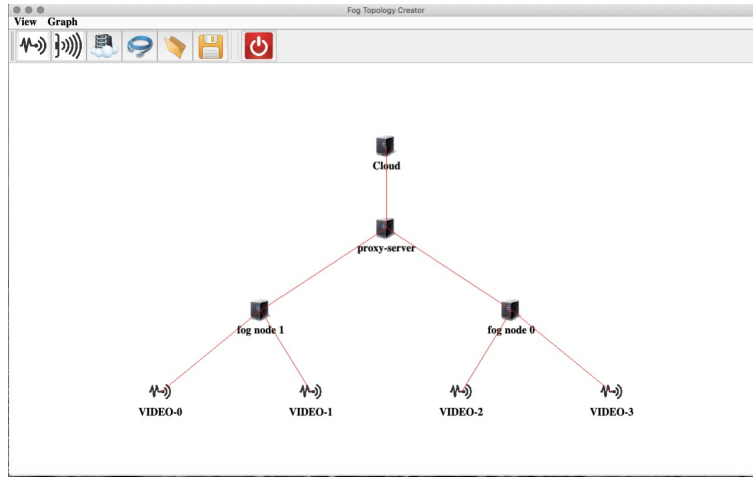 Fog Topology Creator
View Graph
Cloud
proxy-server
fog node 1 fog node 0
VIDEO-0 VIDEO-1 VIDEO-2 VIDEO-3